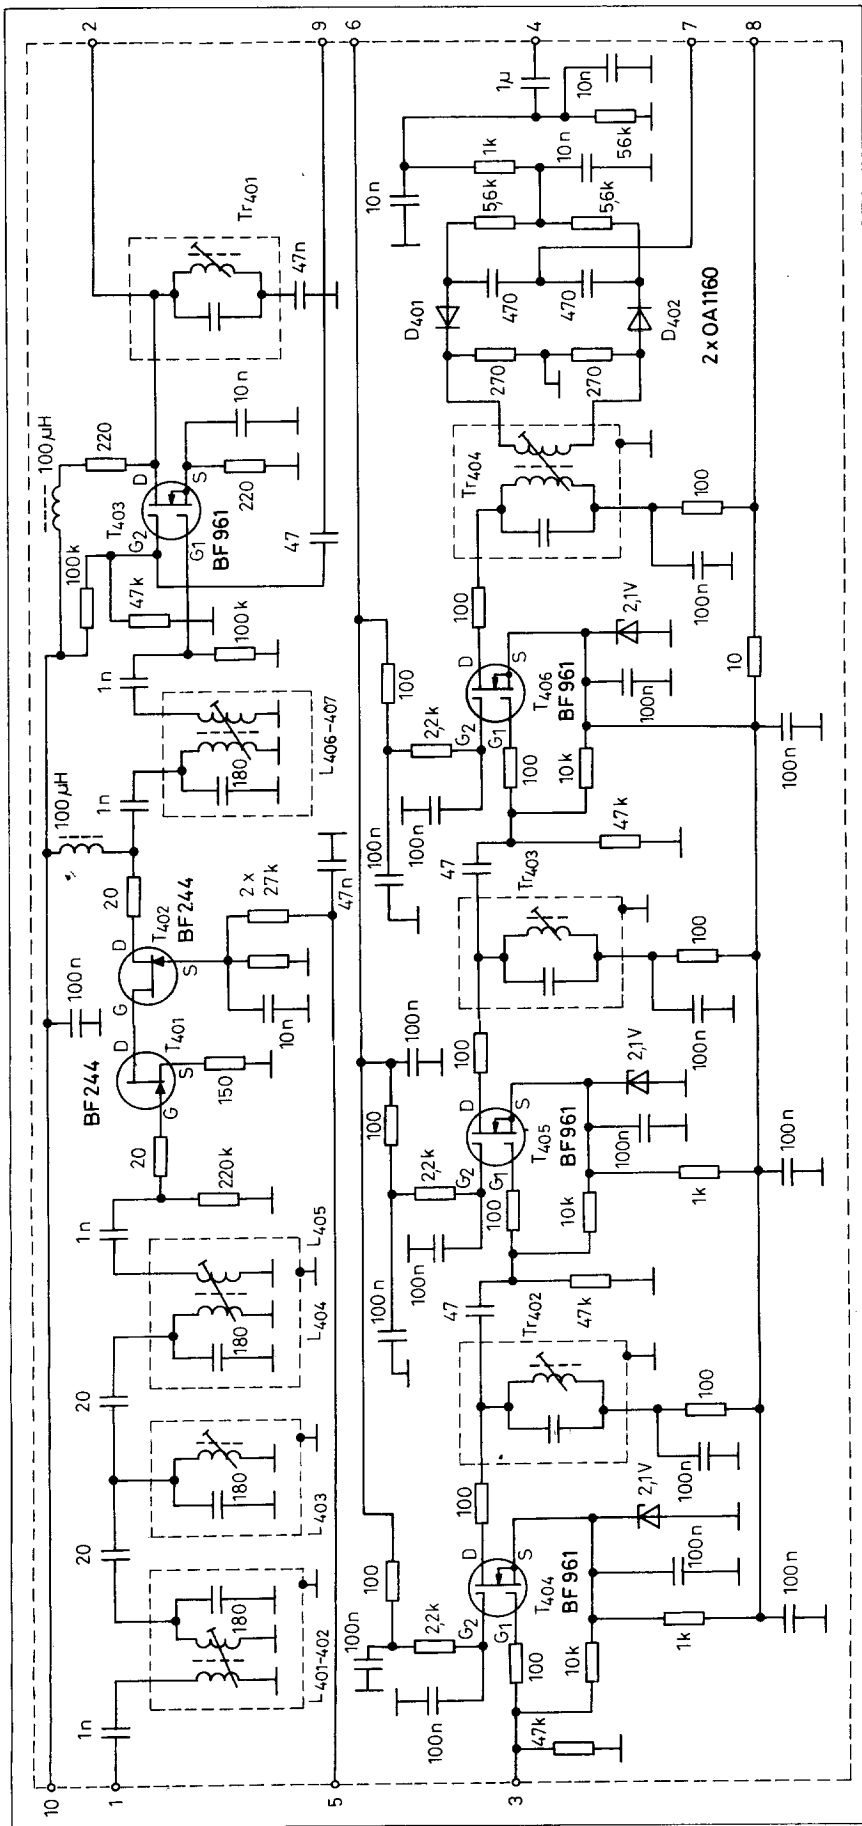 10
1
5
3
2
9
6
4
7
8
1n
180
L401-402
20
180
L403
20
180
L404
L405
1n
220k
20
BF244
T401
G
D
S
150
100n
G
D
S
T402
BF244
20
2 x
27k
10n
47n
100µH
1n
180
L406-407
1n
100k
47k
100k
100µH
220
D
S
G2
G1
T403
BF961
220
10n
47
Tr401
47n
47k
100
100n
100n
2,2k
100
G2
G1
D
S
T404
BF961
10k
1k
100n
2,1V
100n
100
Tr402
100n
100
47
47k
100
100n
100n
2,2k
100
100n
G2
G1
D
S
T405
BF961
10k
1k
100n
2,1V
100n
100
Tr403
100n
100
47
47k
100
100n
100n
2,2k
100
G2
G1
D
S
T406
BF961
10k
100n
2,1V
100n
10
100
Tr404
100n
100
270
270
D401
D402
2xOA1160
470
470
5,6k
5,6k
10n
1k
10n
56k
10n
1µ